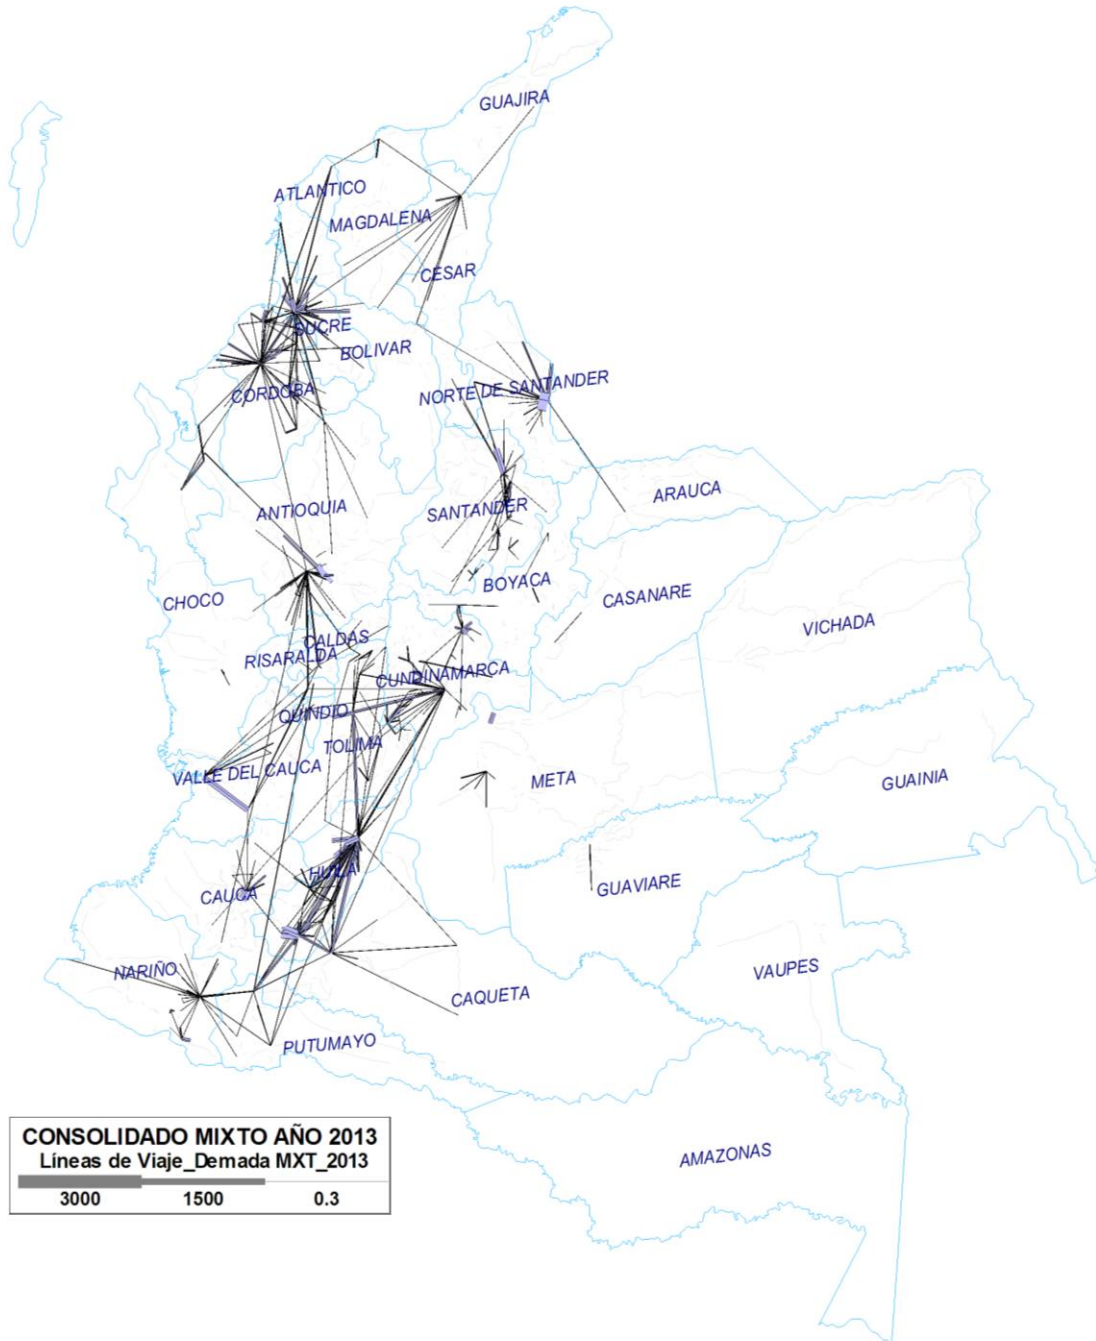 GUAJIRA
ATLANTICO
MAGDALENA
CESAR
SUCRE
BOLIVAR
CORDOBA
NORTE DE SANTANDER
ARAUCA
ANTIOQUIA
SANTANDER
BOYACA
CASANARE
CHOCO
VICHADA
CALDAS
RISARALDA
CUNDINAMARCA
QUINDIO
TOLIMA
VALLE DEL CAUCA
META
GUAINIA
HUILA
CAUCA
GUAVIARE
NARIÑO
VAUPES
CAQUETA
PUTUMAYO
AMAZONAS
CONSOLIDADO MIXTO AÑO 2013
Líneas de Viaje_Demada MXT_2013
3000 1500 0.3